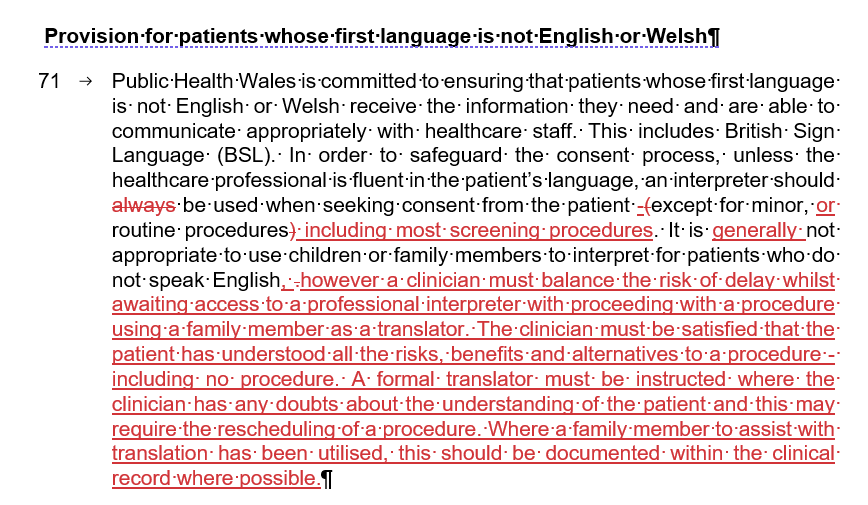 Provision for patients whose first language is not English or Welsh¶
71 → Public Health Wales is committed to ensuring that patients whose first language
is not English or Welsh receive the information they need and are able to
communicate appropriately with healthcare staff. This includes British Sign
Language (BSL). In order to safeguard the consent process, unless the
healthcare professional is fluent in the patient's language, an interpreter should
always be used when seeking consent from the patient -(except for minor, or
routine procedures) including most screening procedures. It is generally not
appropriate to use children or family members to interpret for patients who do
not speak English, .however a clinician must balance the risk of delay whilst
awaiting access to a professional interpreter with proceeding with a procedure
using a family member as a translator. The clinician must be satisfied that the
patient has understood all the risks, benefits and alternatives to a procedure -
including no procedure. A formal translator must be instructed where the
clinician has any doubts about the understanding of the patient and this may
require the rescheduling of a procedure. Where a family member to assist with
translation has been utilised, this should be documented within the clinical
record where possible.¶